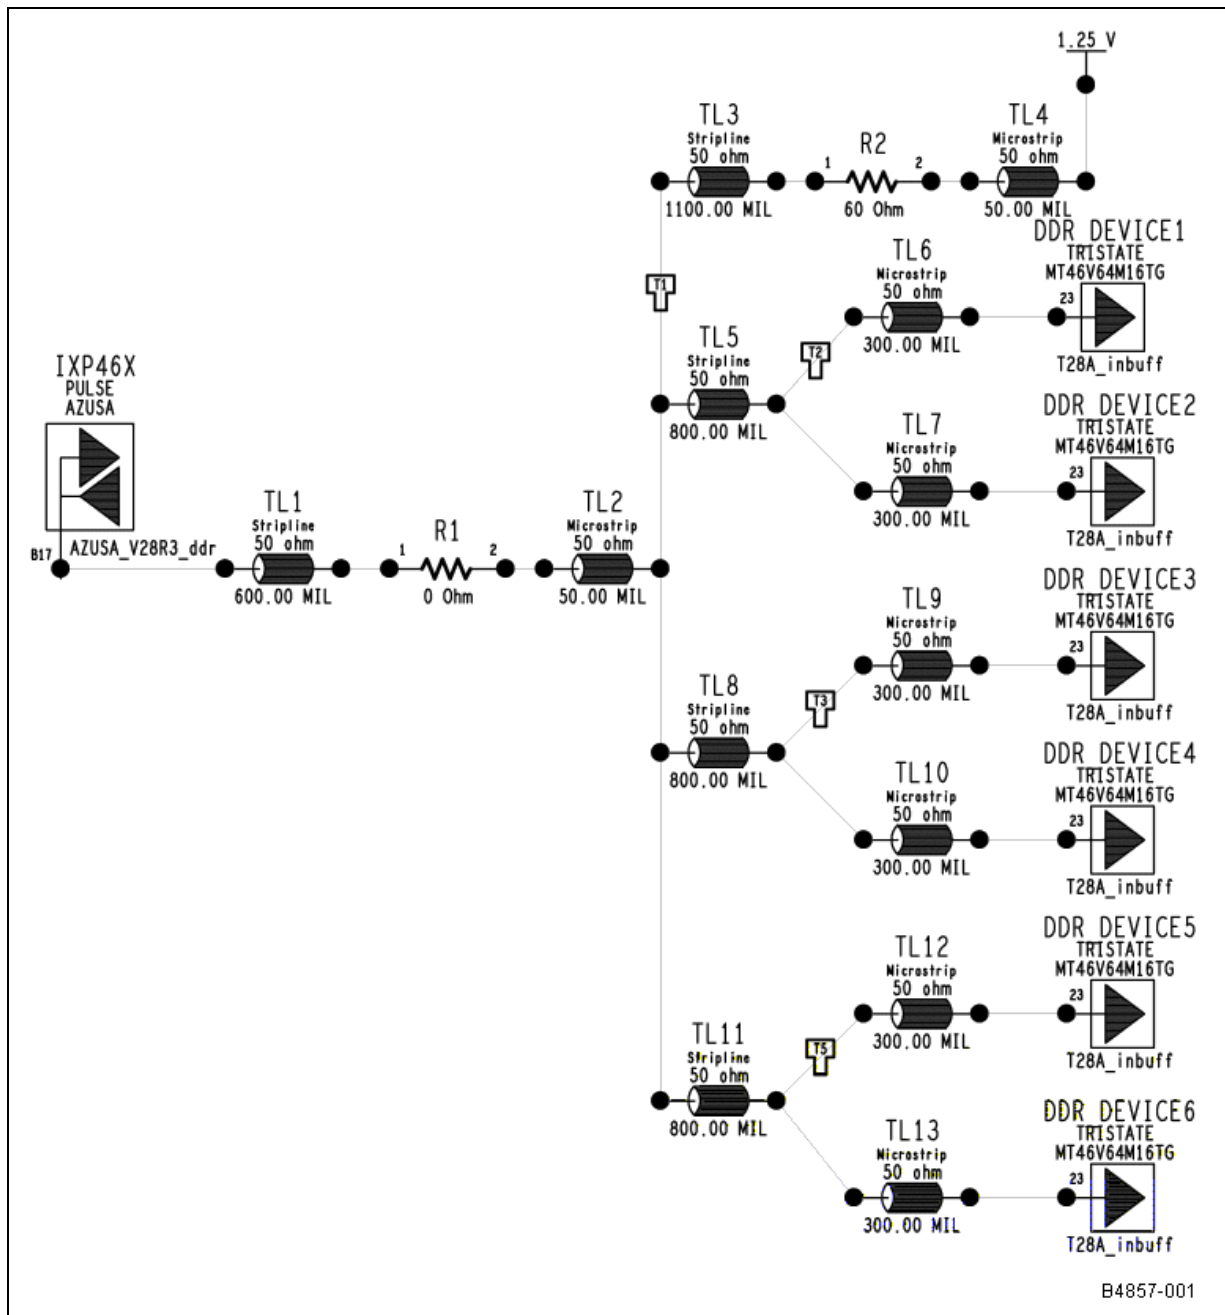 1.25 V
TL3
Stripline
50 ohm
1100.00 MIL
R2
1
2
60 Ohm
TL4
Microstrip
50 ohm
50.00 MIL
T1
TL5
Stripline
50 ohm
800.00 MIL
T2
TL6
Microstrip
50 ohm
300.00 MIL
DDR DEVICE1
TRISTATE
MT46V64M16TG
23
T28A_inbuff
TL7
Microstrip
50 ohm
300.00 MIL
DDR DEVICE2
TRISTATE
MT46V64M16TG
23
T28A_inbuff
IXP46X
PULSE
AZUSA
B17
AZUSA_V28R3_ddr
TL1
Stripline
50 ohm
600.00 MIL
R1
1
2
0 Ohm
TL2
Microstrip
50 ohm
50.00 MIL
TL8
Stripline
50 ohm
800.00 MIL
T3
TL9
Microstrip
50 ohm
300.00 MIL
DDR DEVICE3
TRISTATE
MT46V64M16TG
23
T28A_inbuff
TL10
Microstrip
50 ohm
300.00 MIL
DDR DEVICE4
TRISTATE
MT46V64M16TG
23
T28A_inbuff
TL11
Stripline
50 ohm
800.00 MIL
T5
TL12
Microstrip
50 ohm
300.00 MIL
DDR DEVICE5
TRISTATE
MT46V64M16TG
23
T28A_inbuff
TL13
Microstrip
50 ohm
300.00 MIL
DDR DEVICE6
TRISTATE
MT46V64M16TG
23
T28A_inbuff
B4857-001